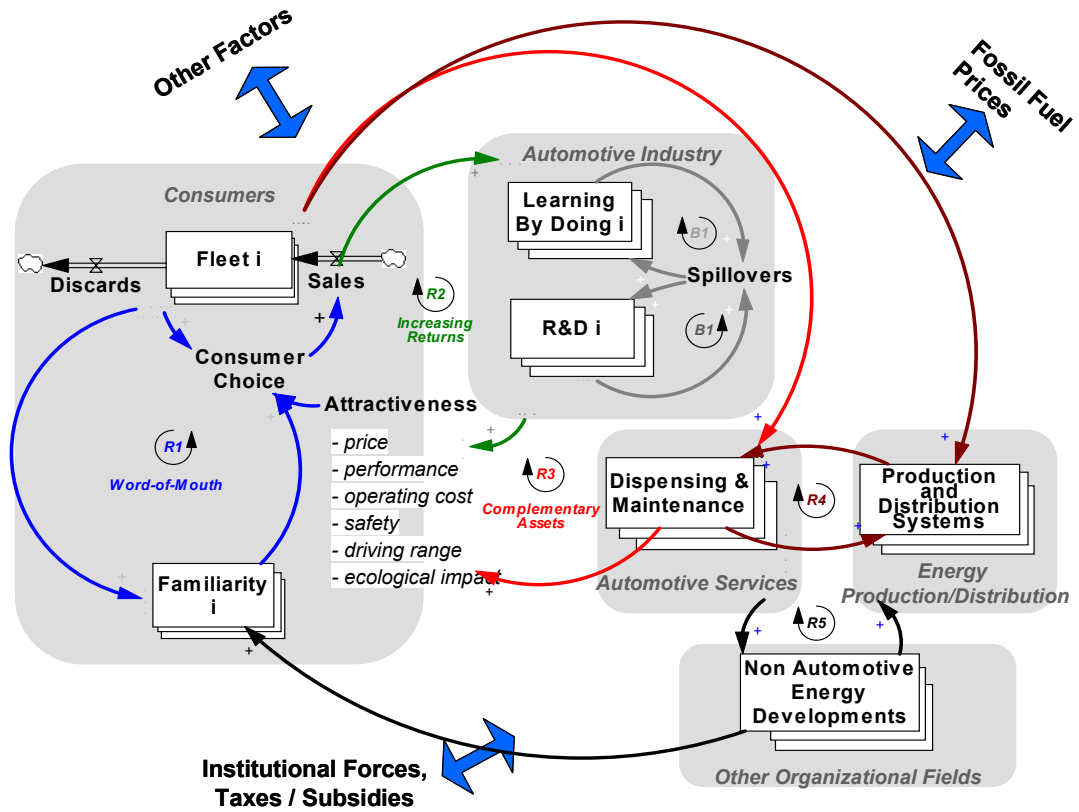 Other Factors
Fossil Fuel
Prices
Consumers
Fleet i
Discards
Sales
+
+
Consumer
Choice
+
Attractiveness
- price
- performance
- operating cost
- safety
- driving range
- ecological impact
R1
Word-of-Mouth
+
Familiarity
i
+
R2
Increasing
Returns
+
+
Automotive Industry
Learning
By Doing i
B1
+
Spillovers
+
+
+
R&D i
B1
R3
Complementary
Assets
+
+
Dispensing &
Maintenance
+
Automotive Services
R4
+
Production
and
Distribution
Systems
+
Energy
Production/Distribution
R5
+
+
Non Automotive
Energy
Developments
Other Organizational Fields
Institutional Forces,
Taxes / Subsidies